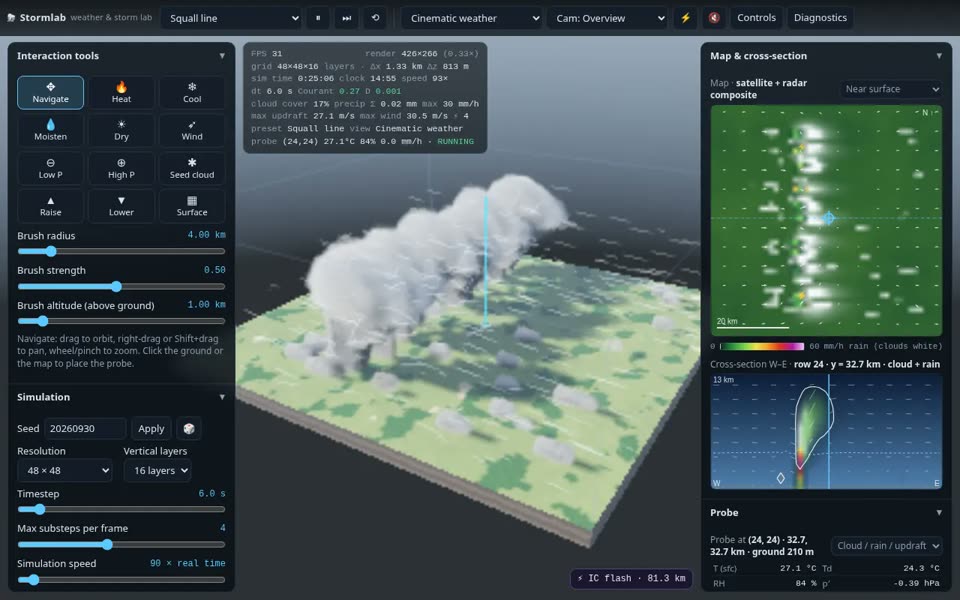 Stormlab weather & storm lab Squall line Cinematic weather Cam: Overview Controls Diagnostics
Interaction tools
Navigate Heat Cool
Moisten Dry Wind
Low P High P Seed cloud
Raise Lower Surface
Brush radius 4.00 km
Brush strength 0.50
Brush altitude (above ground) 1.00 km
Navigate: drag to orbit, right-drag or Shift+drag
to pan, wheel/pinch to zoom. Click the ground or
the map to place the probe.
Simulation
Seed 20260930 Apply
Resolution Vertical layers
48 × 48 16 layers
Timestep 6.0 s
Max substeps per frame 4
Simulation speed 90 × real time
FPS 31 render 426×266 (0.33×)
grid 48×48×16 layers · Δx 1.33 km Δz 813 m
sim time 0:25:06 clock 14:55 speed 93×
dt 6.0 s Courant 0.27 D 0.001
cloud cover 17% precip Σ 0.02 mm max 30 mm/h
max updraft 27.1 m/s max wind 30.5 m/s ⚡ 4
preset Squall line view Cinematic weather
probe (24,24) 27.1°C 84% 0.0 mm/h · RUNNING
⚡ IC flash · 81.3 km
Map & cross-section
Map · satellite + radar
composite
Near surface
N
20 km
0 60 mm/h rain (clouds white)
Cross-section W–E · row 24 · y = 32.7 km · cloud + rain
13 km
W E
Probe
Probe at (24, 24) · 32.7,
32.7 km · ground 210 m
Cloud / rain / updraft
T (sfc) 27.1 °C Td 24.3 °C
RH 84 % p′ -0.39 hPa